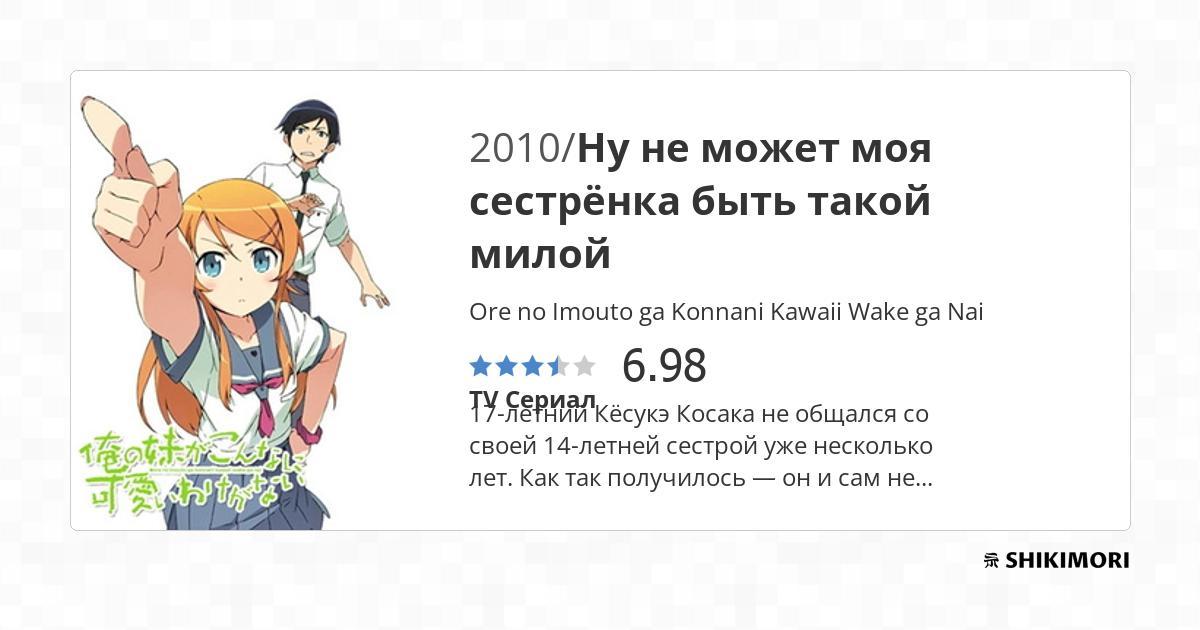 2010/Ну не может моя
сестрёнка быть такой
милой
Ore no Imouto ga Konnani Kawaii Wake ga Nai
6.98
TV Сериал
17-летний Кёсукэ Косака не общался со
своей 14-летней сестрой уже несколько
лет. Как так получилось — он и сам не...
俺の妹がこんなに
可愛いわけがない
SHIKIMORI